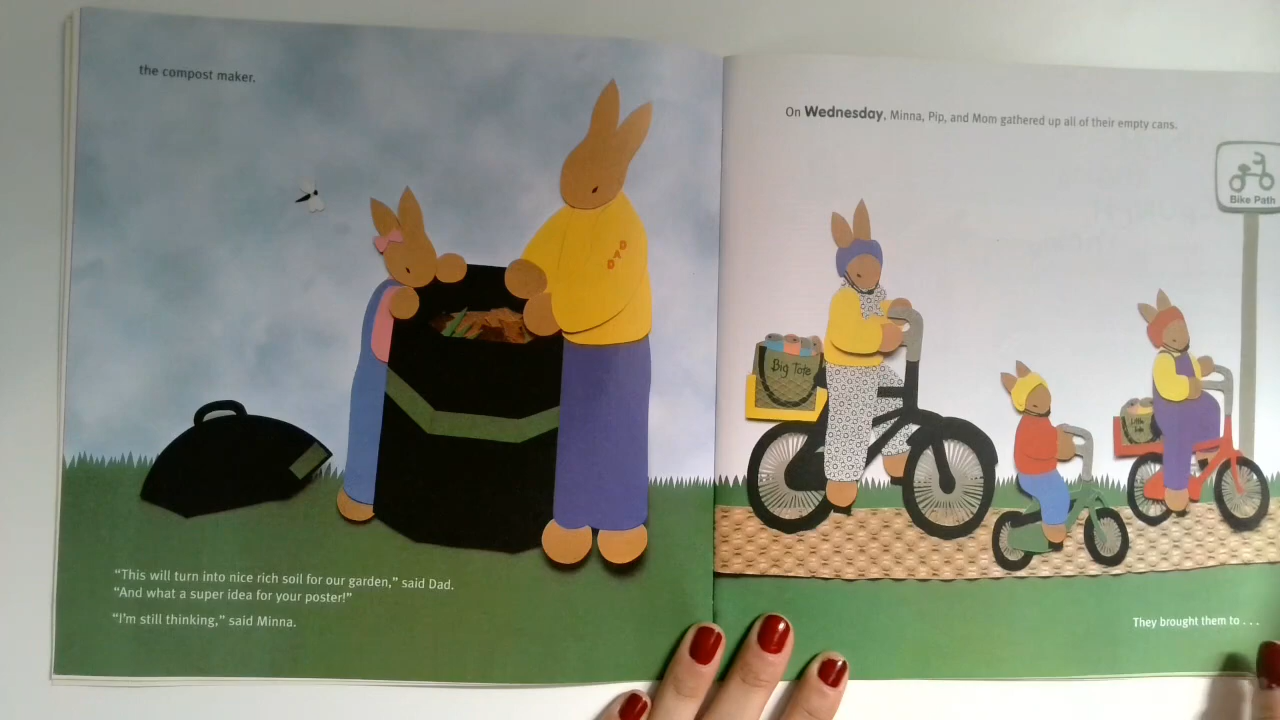 the compost maker.
DAD
"This will turn into nice rich soil for our garden," said Dad.
"And what a super idea for your poster!"
"I'm still thinking," said Minna.
On Wednesday, Minna, Pip, and Mom gathered up all of their empty cans.
Bike Path
Big Tote
Little Tote
They brought them to . . .